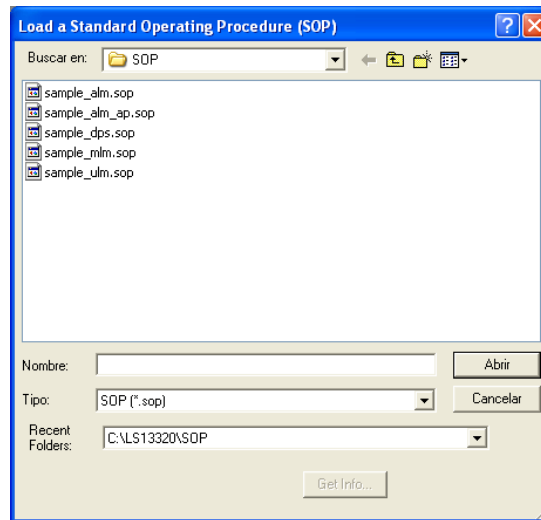 Load a Standard Operating Procedure (SOP)
Buscar en: SOP
sample_alm.sop
sample_alm_ap.sop
sample_dps.sop
sample_mlm.sop
sample_ulm.sop
Nombre: Abrir
Tipo: SOP (*.sop) Cancelar
Recent
Folders: C:\LS13320\SOP
Get Info...